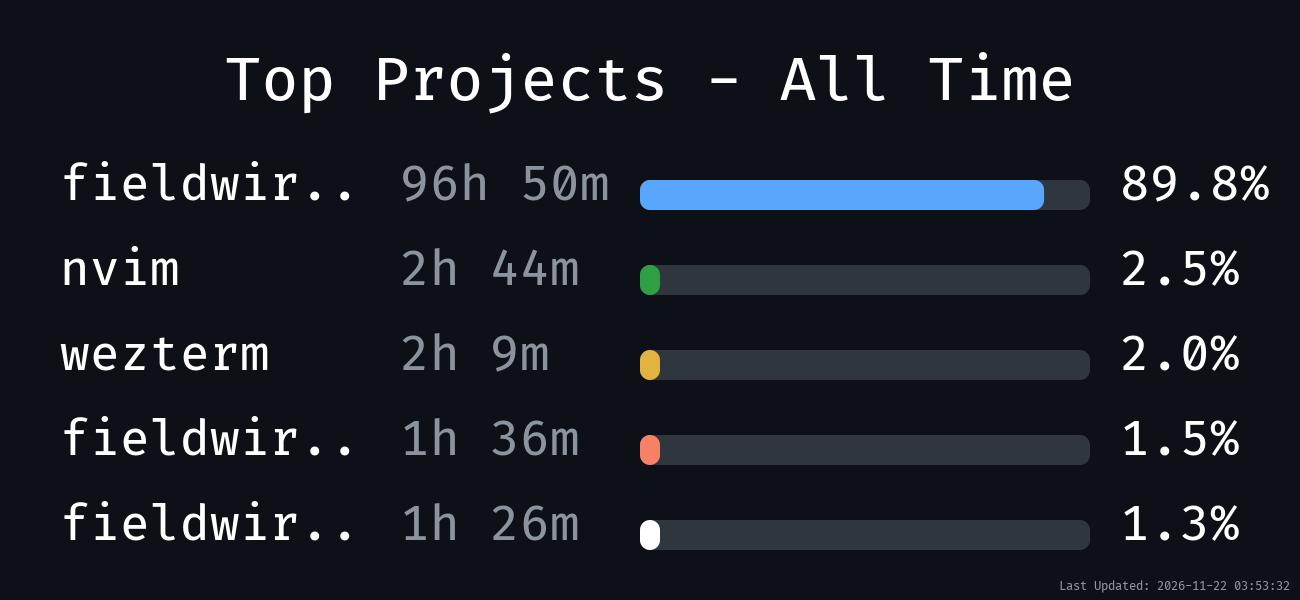 Top Projects - All Time
fieldwir.. 96h 50m 89.8%
nvim 2h 44m 2.5%
wezterm 2h 9m 2.0%
fieldwir.. 1h 36m 1.5%
fieldwir.. 1h 26m 1.3%
Last Updated: 2026-11-22 03:53:32